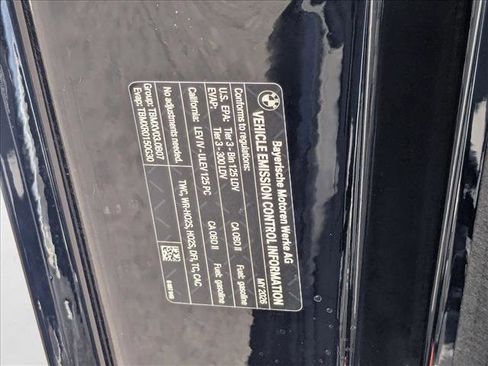 Bayerische Motoren Werke AG
VEHICLE EMISSION CONTROL INFORMATION
MY 2026
Conforms to regulations:
U.S. EPA: Tier 3 - Bin 125 LDV CA OBD II Fuel: gasoline
EVAP: Tier 3 - 300 LDV
California: LEV IV - ULEV 125 PC CA OBD II Fuel: gasoline
No adjustments needed. TWC, WR-HO2S, HO2S, DFI, TC, CAC
Group: TBMXV03.0B07
Evap: TBMXR0150G30